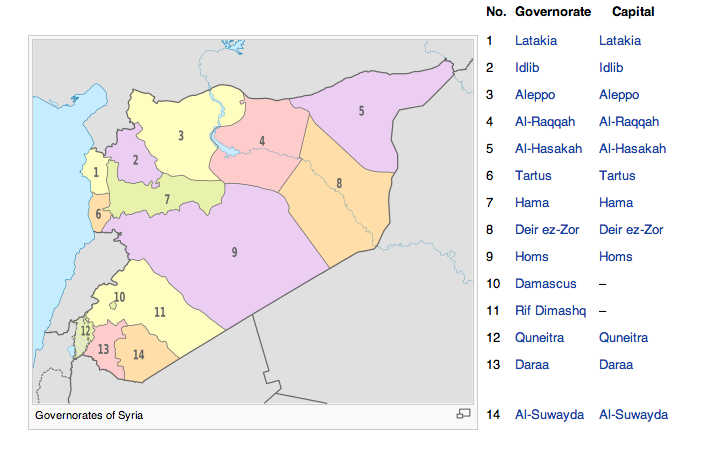 No. Governorate Capital
1 Latakia Latakia
2 Idlib Idlib
3 Aleppo Aleppo
4 Al-Raqqah Al-Raqqah
5 Al-Hasakah Al-Hasakah
6 Tartus Tartus
7 Hama Hama
8 Deir ez-Zor Deir ez-Zor
9 Homs Homs
10 Damascus –
11 Rif Dimashq –
12 Quneitra Quneitra
13 Daraa Daraa
14 Al-Suwayda Al-Suwayda
5
3
4
2
1
8
7
6
9
10
11
12
13
14
Governorates of Syria